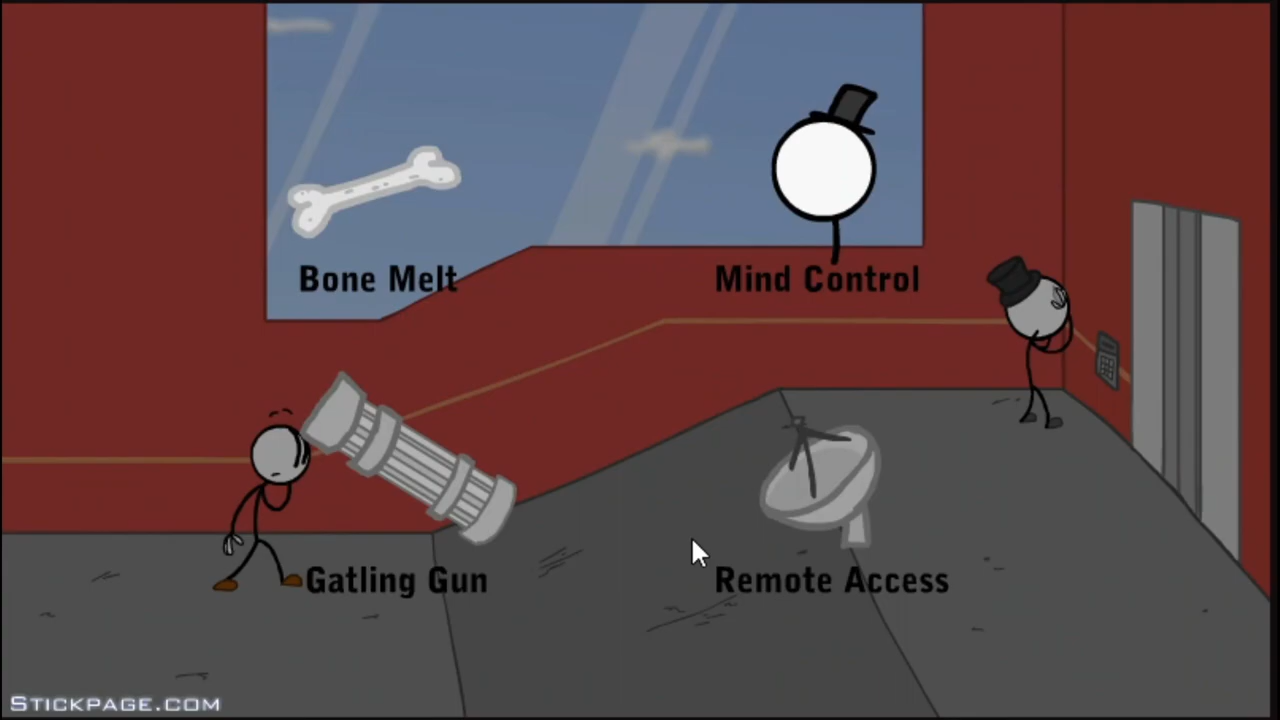 Bone Melt
Mind Control
Gatling Gun
Remote Access
STICKPAGE.COM